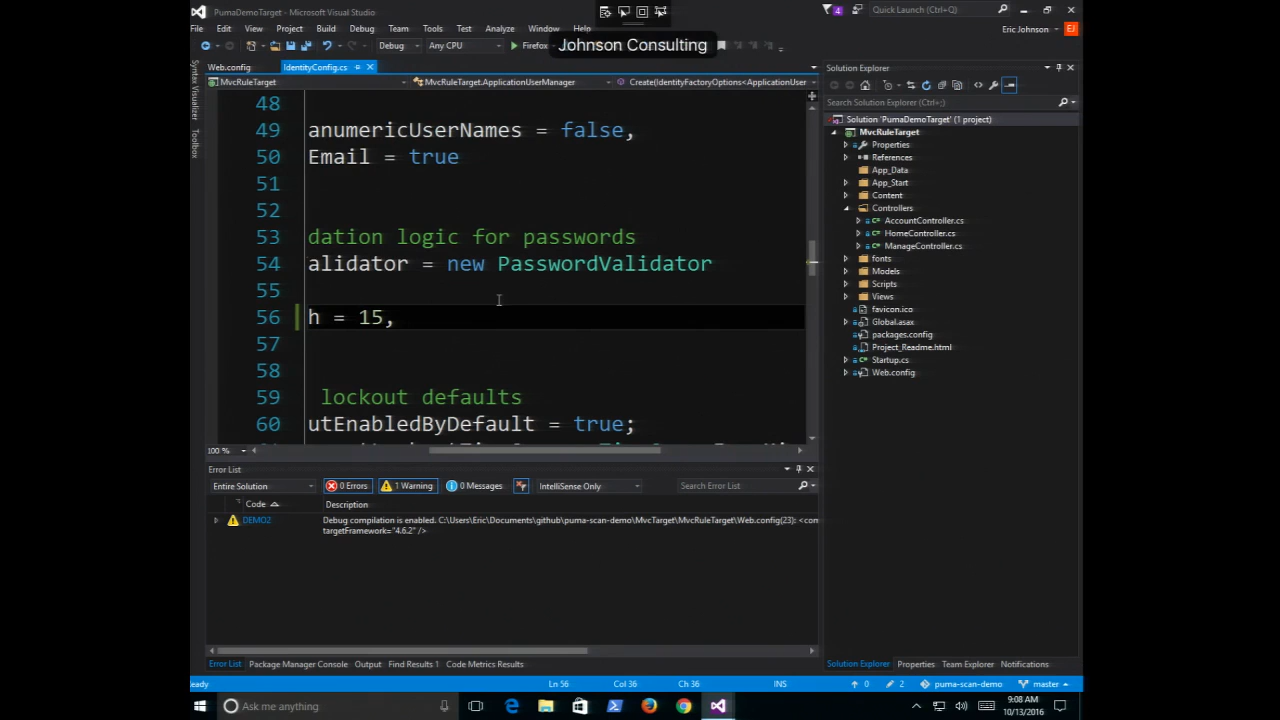 PumaDemoTarget - Microsoft Visual Studio
4
Quick Launch (Ctrl+;)
File Edit View Project Build Debug Team Tools Test Analyze Window Help
Eric Johnson
EJ
Debug Any CPU Firefox
Johnson Consulting
Web.config IdentityConfig.cs
MvcRuleTarget MvcRuleTarget.ApplicationUserManager Create(IdentityFactoryOptions<ApplicationUser
Syntax Visualizer
Toolbox
48
49 anumericUserNames = false,
50 Email = true
51
52
53 dation logic for passwords
54 alidator = new PasswordValidator
55
56 h = 15,
57
58
59 lockout defaults
60 utEnabledByDefault = true;
100 %
Solution Explorer
Search Solution Explorer (Ctrl+;)
Solution 'PumaDemoTarget' (1 project)
MvcRuleTarget
Properties
References
App_Data
App_Start
Content
Controllers
AccountController.cs
HomeController.cs
ManageController.cs
fonts
Models
Scripts
Views
favicon.ico
Global.asax
packages.config
Project_Readme.html
Startup.cs
Web.config
Error List
Entire Solution 0 Errors 1 Warning 0 Messages IntelliSense Only Search Error List
Code Description
DEMO2 Debug compilation is enabled. C:\Users\Eric\Documents\github\puma-scan-demo\MvcTarget\MvcRuleTarget\Web.config(23): <con
targetFramework="4.6.2" />
Error List Package Manager Console Output Find Results 1 Code Metrics Results
Solution Explorer Properties Team Explorer Notifications
eady Ln 56 Col 36 Ch 36 INS 0 2 puma-scan-demo master
Ask me anything
9:08 AM
10/13/2016